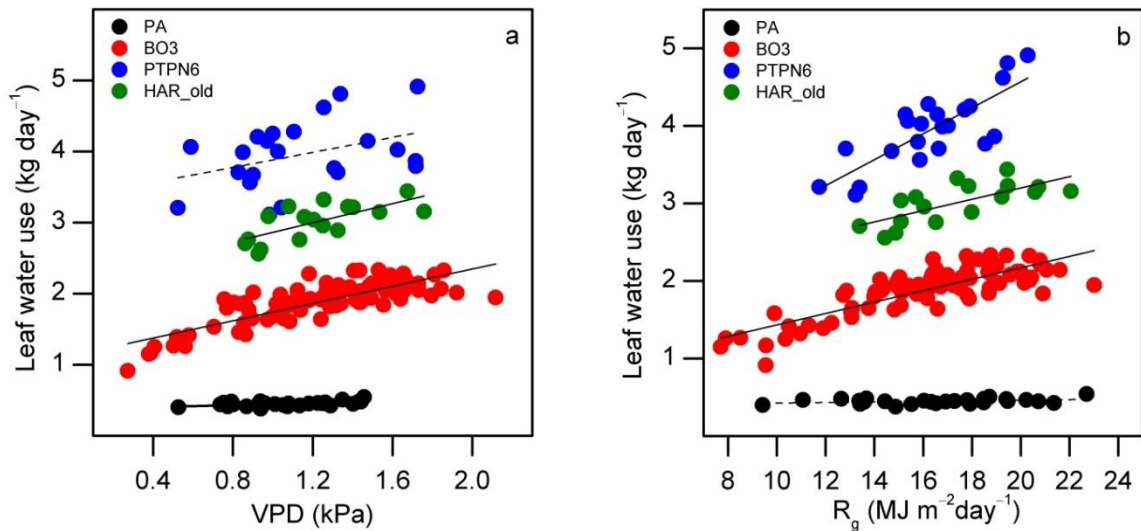 PA
BO3
PTPN6
HAR_old
a
Leaf water use (kg day⁻¹)
5
4
3
2
1
0.4 0.8 1.2 1.6 2.0
VPD (kPa)
PA
BO3
PTPN6
HAR_old
b
Leaf water use (kg day⁻¹)
5
4
3
2
1
8 10 12 14 16 18 20 22 24
R_g (MJ m⁻²day⁻¹)